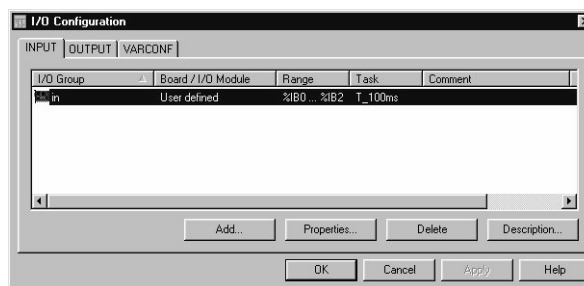 I/O Configuration
INPUT OUTPUT VARCONF
I/O Group Board / I/O Module Range Task Comment
in User defined %IB0 ... %IB2 T_100ms
Add... Properties... Delete Description...
OK Cancel Apply Help